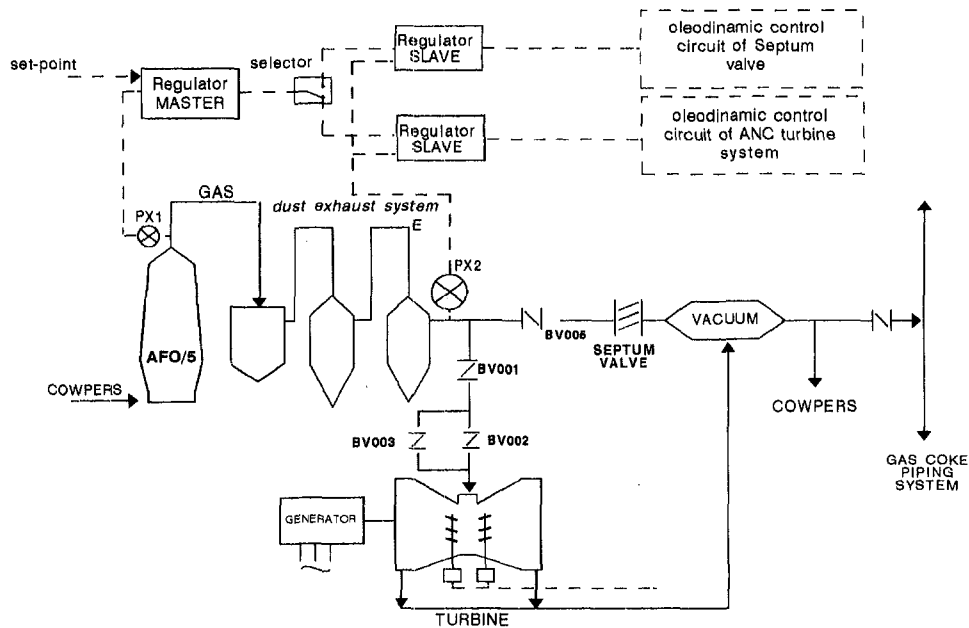 set-point
Regulator
MASTER
selector
Regulator
SLAVE
Regulator
SLAVE
oleodinamic control
circuit of Septum
valve
oleodinamic control
circuit of ANC turbine
system
GAS
dust exhaust system
E
PX1
PX2
AFO/5
COWPERS
BV005
SEPTUM
VALVE
VACUUM
COWPERS
GAS COKE
PIPING
SYSTEM
BV001
BV003
BV002
GENERATOR
TURBINE